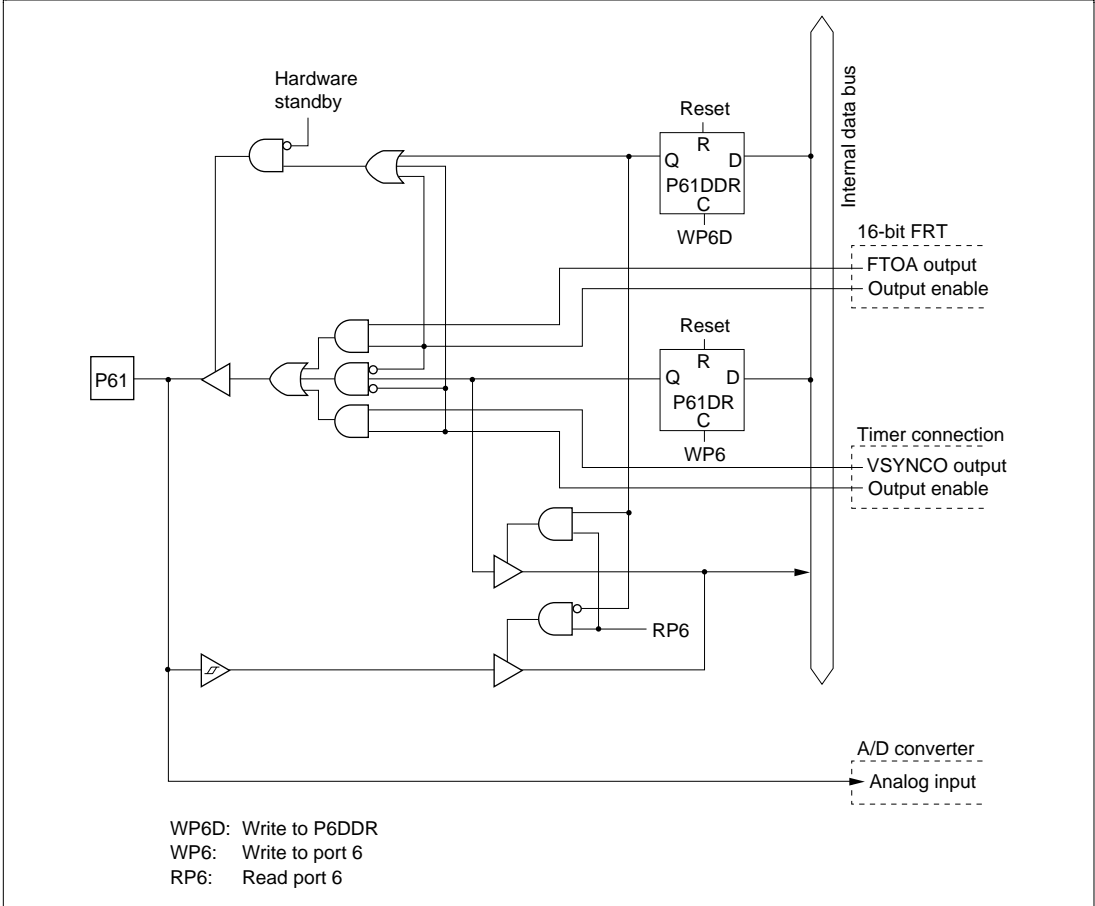 Hardware
standby
Reset
R
Q D
P61DDR
C
WP6D
Internal data bus
16-bit FRT
FTOA output
Output enable
Reset
R
P61
Q D
P61DR
C
WP6
Timer connection
VSYNCO output
Output enable
RP6
A/D converter
Analog input
WP6D: Write to P6DDR
WP6: Write to port 6
RP6: Read port 6